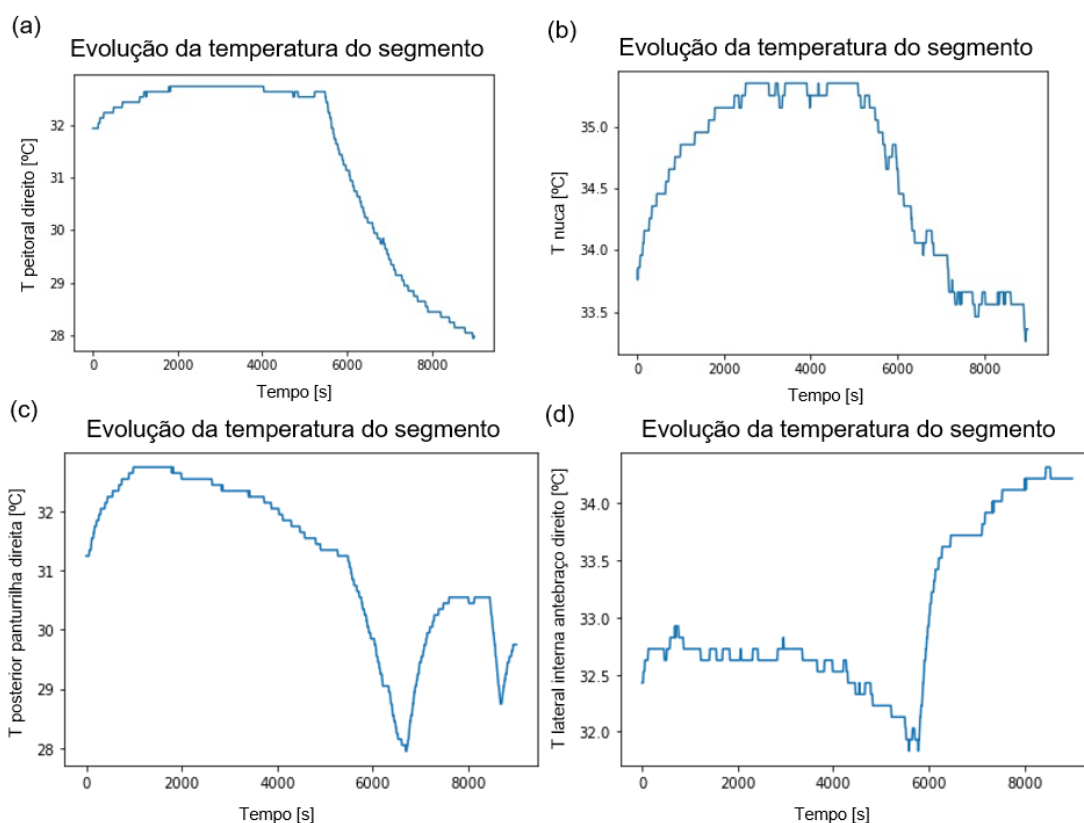 (a)
Evolução da temperatura do segmento
T peitoral direito [ºC]
32
31
30
29
28
0 2000 4000 6000 8000
Tempo [s]
(b)
Evolução da temperatura do segmento
T nuca [ºC]
35.0
34.5
34.0
33.5
0 2000 4000 6000 8000
Tempo [s]
(c)
Evolução da temperatura do segmento
T posterior panturrilha direita [ºC]
32
31
30
29
28
0 2000 4000 6000 8000
Tempo [s]
(d)
Evolução da temperatura do segmento
T lateral interna antebraço direito [ºC]
34.0
33.5
33.0
32.5
32.0
0 2000 4000 6000 8000
Tempo [s]